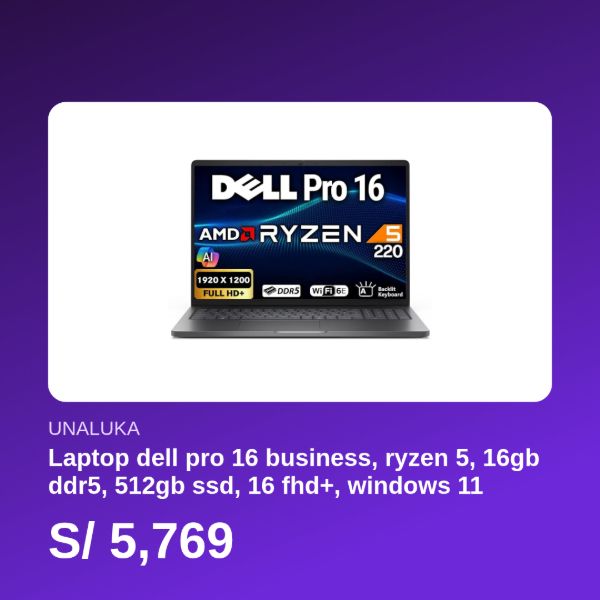 DELL Pro 16
AMD RYZEN 5
220
AI
1920 X 1200
FULL HD+
DDR5
WiFi 6E
A
Backlit
Keyboard
UNALUKA
Laptop dell pro 16 business, ryzen 5, 16gb
ddr5, 512gb ssd, 16 fhd+, windows 11
S/ 5,769